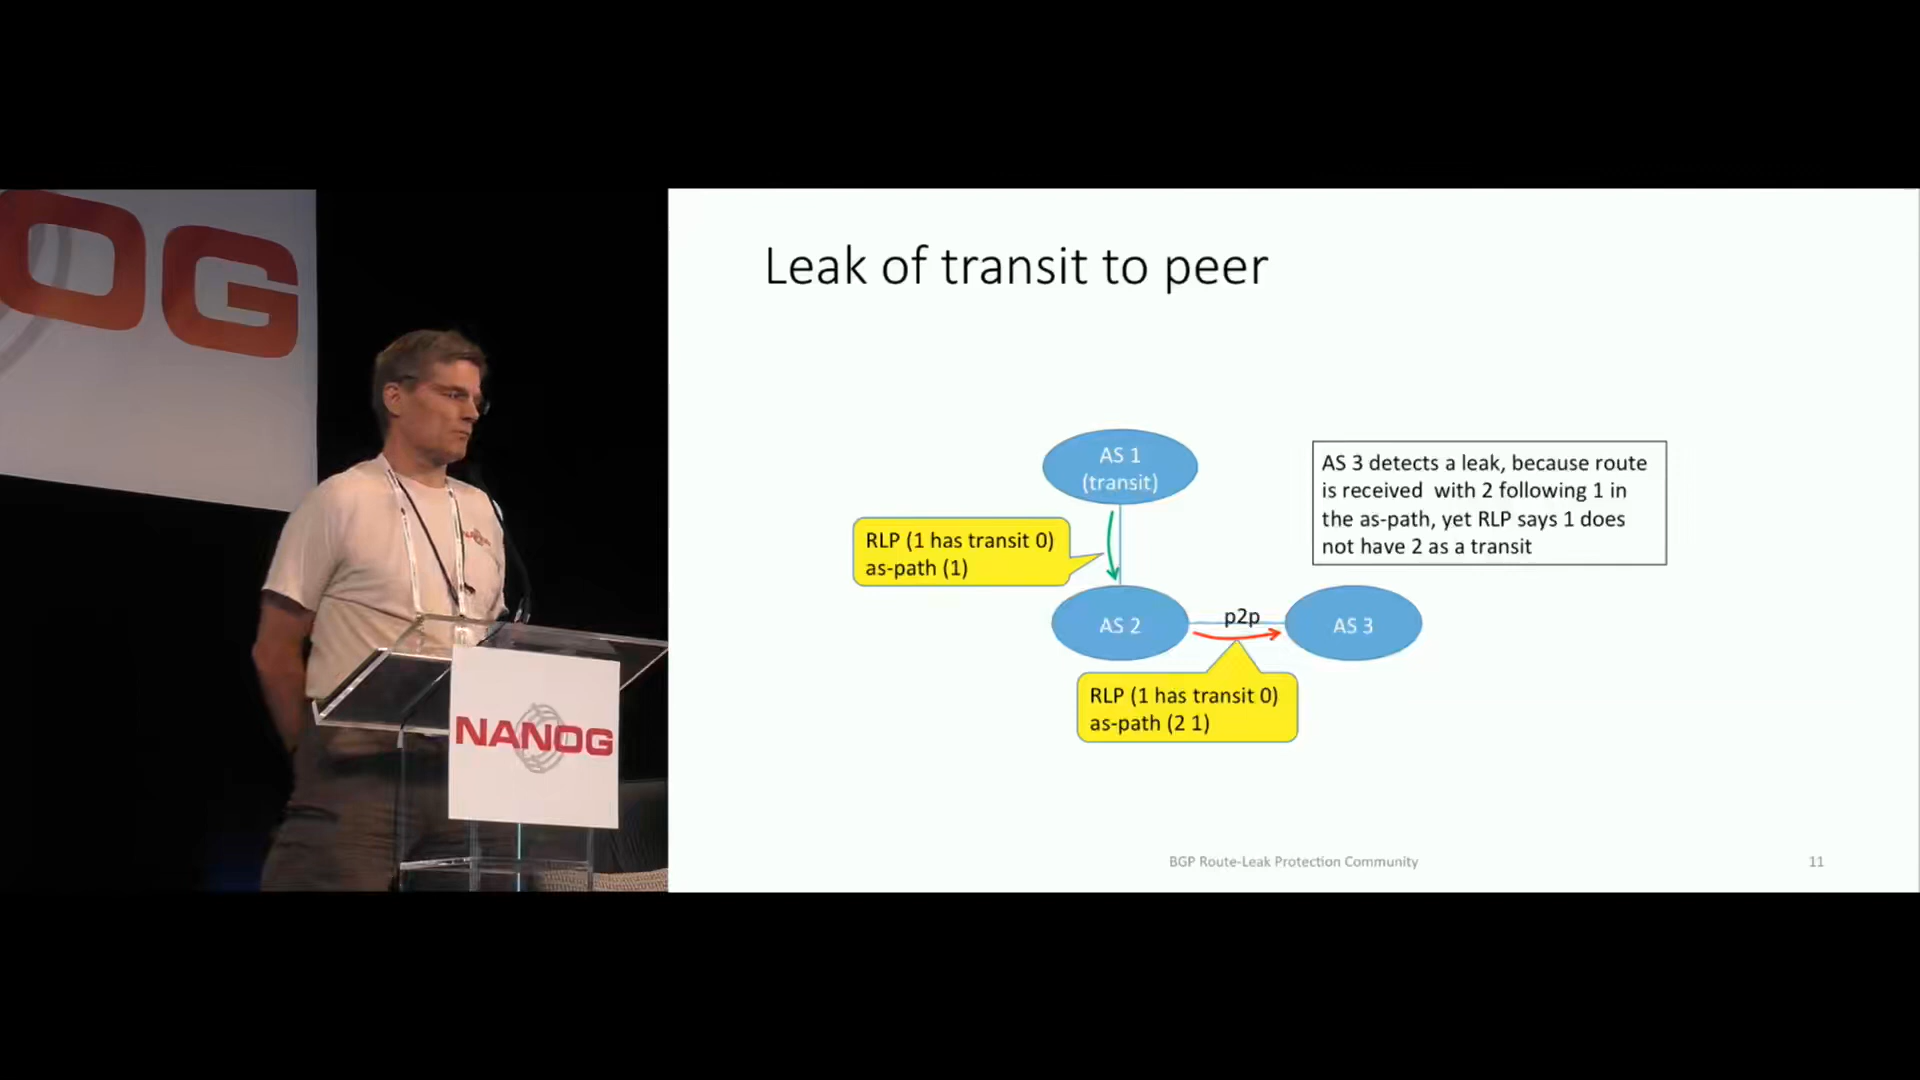 OG
NANOG
Leak of transit to peer
AS 1
(transit)
RLP (1 has transit 0)
as-path (1)
AS 3 detects a leak, because route
is received with 2 following 1 in
the as-path, yet RLP says 1 does
not have 2 as a transit
AS 2
p2p
AS 3
RLP (1 has transit 0)
as-path (2 1)
BGP Route-Leak Protection Community
11